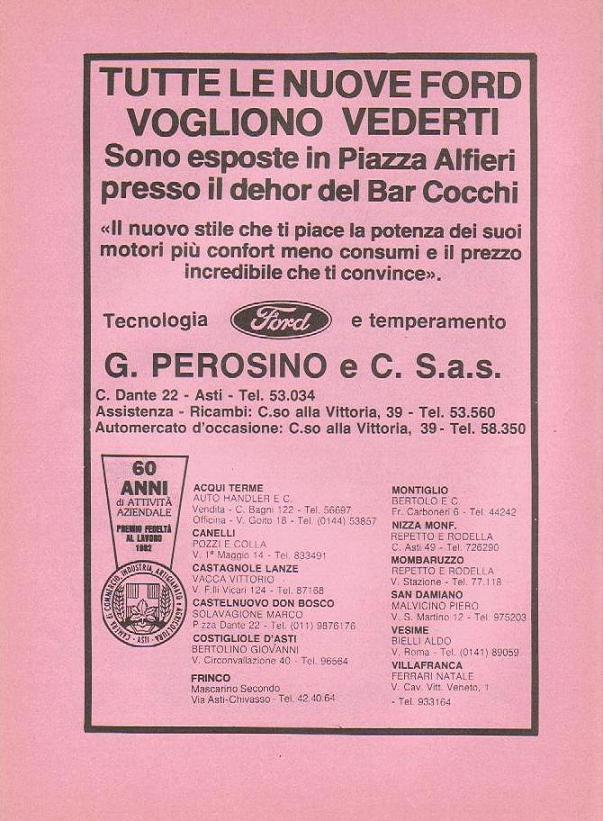 TUTTE LE NUOVE FORD
VOGLIONO VEDERTI
Sono esposte in Piazza Alfieri
presso il dehor del Bar Cocchi
«Il nuovo stile che ti piace la potenza dei suoi
motori più confort meno consumi e il prezzo
incredibile che ti convince».
Tecnologia Ford e temperamento
G. PEROSINO e C. S.a.s.
C. Dante 22 - Asti - Tel. 53.034
Assistenza - Ricambi: C.so alla Vittoria, 39 - Tel. 53.560
Automercato d'occasione: C.so alla Vittoria, 39 - Tel. 58.350
60
ANNI
di ATTIVITÀ
AZIENDALE
PREMIO FEDELTÀ
AL LAVORO
1982
CAMERA DI COMMERCIO, INDUSTRIA, ARTIGIANATO E AGRICOLTURA - ASTI -
ACQUI TERME
AUTO HANDLER E C.
Vendita - C. Bagni 122 - Tel. 56697
Officina - V. Goito 18 - Tel. (0144) 53857
CANELLI
POZZI E COLLA
V. 1° Maggio 14 - Tel. 833491
CASTAGNOLE LANZE
VACCA VITTORIO
V. F.lli Vicari 124 - Tel. 87168
CASTELNUOVO DON BOSCO
SOLAVAGIONE MARCO
P.zza Dante 22 - Tel. (011) 9876176
COSTIGLIOLE D'ASTI
BERTOLINO GIOVANNI
V. Circonvallazione 40 - Tel. 96564
FRINCO
Mascarino Secondo
Via Asti-Chivasso - Tel. 42.40.64
MONTIGLIO
BERTOLO E C.
Fr. Carboneri 6 - Tel. 44242
NIZZA MONF.
REPETTO E RODELLA
C. Asti 49 - Tel. 726290
MOMBARUZZO
REPETTO E RODELLA
V. Stazione - Tel. 77.118
SAN DAMIANO
MALVICINO PIERO
V. S. Martino 12 - Tel. 975203
VESIME
BIELLI ALDO
V. Roma - Tel. (0141) 89059
VILLAFRANCA
FERRARI NATALE
V. Cav. Vitt. Veneto, 1
- Tel. 933164